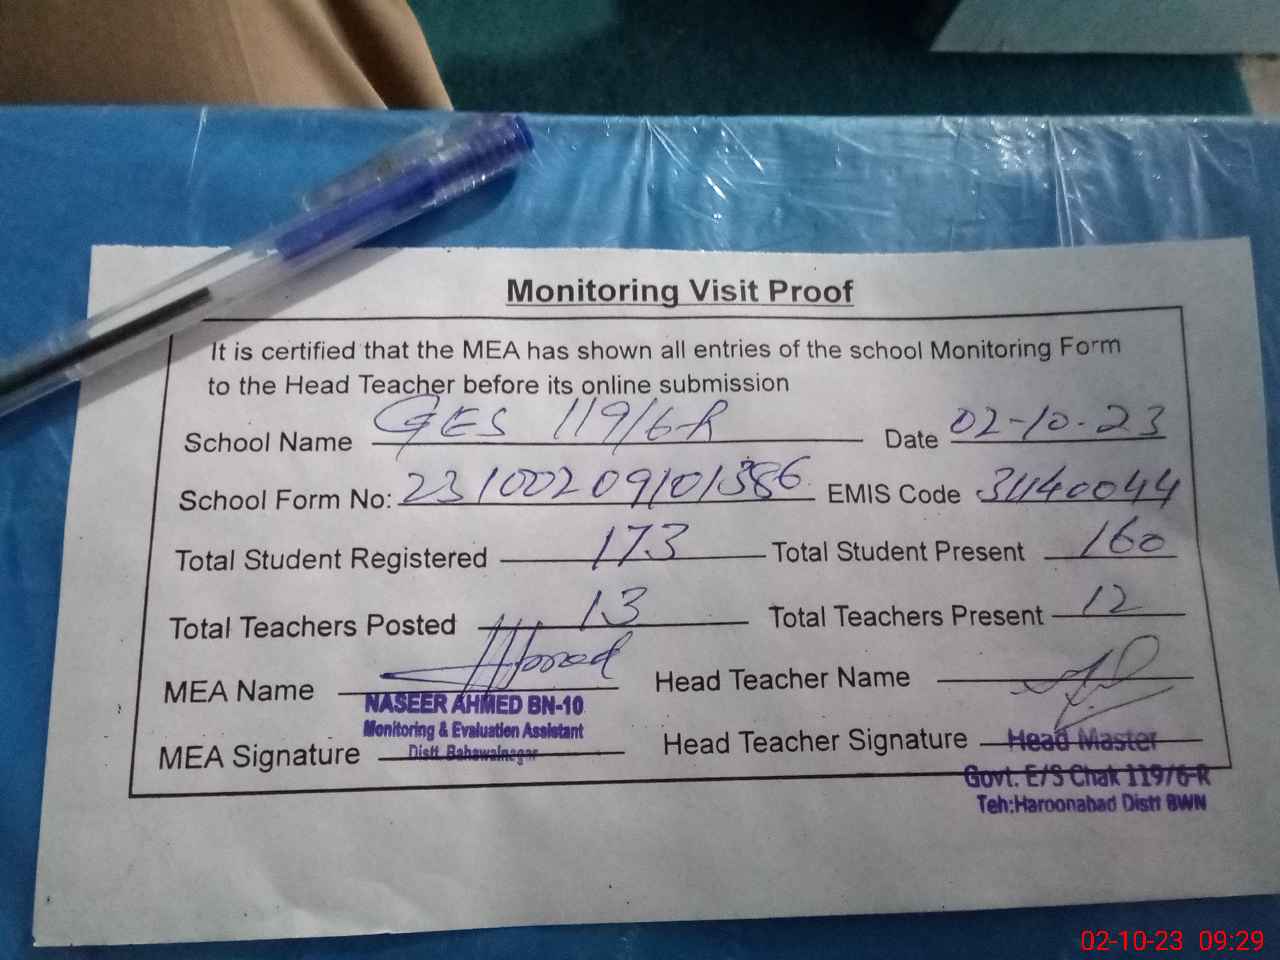 Monitoring Visit Proof
It is certified that the MEA has shown all entries of the school Monitoring Form
to the Head Teacher before its online submission
School Name GES 119/6-R Date 02-10-23
School Form No: 23100209101386 EMIS Code 31140044
Total Student Registered 173 Total Student Present 160
Total Teachers Posted 13 Total Teachers Present 12
MEA Name Head Teacher Name
NASEER AHMED BN-10
Monitoring & Evaluation Assistant
MEA Signature Distt. Bahawalnagar Head Teacher Signature Head Master
Govt. E/S Chak 119/6-R
Teh:Haroonabad Distt BWN
02-10-23 09:29